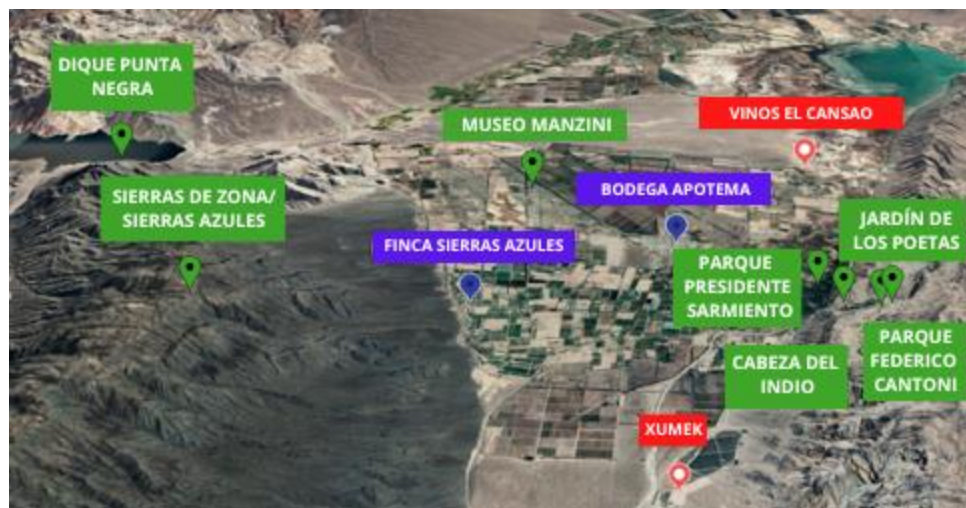 DIQUE PUNTA
NEGRA
MUSEO MANZINI
VINOS EL CANSAO
SIERRAS DE ZONA/
SIERRAS AZULES
BODEGA APOTEMA
FINCA SIERRAS AZULES
JARDÍN DE
LOS POETAS
PARQUE
PRESIDENTE
SARMIENTO
CABEZA DEL
INDIO
PARQUE
FEDERICO
CANTONI
XUMEK